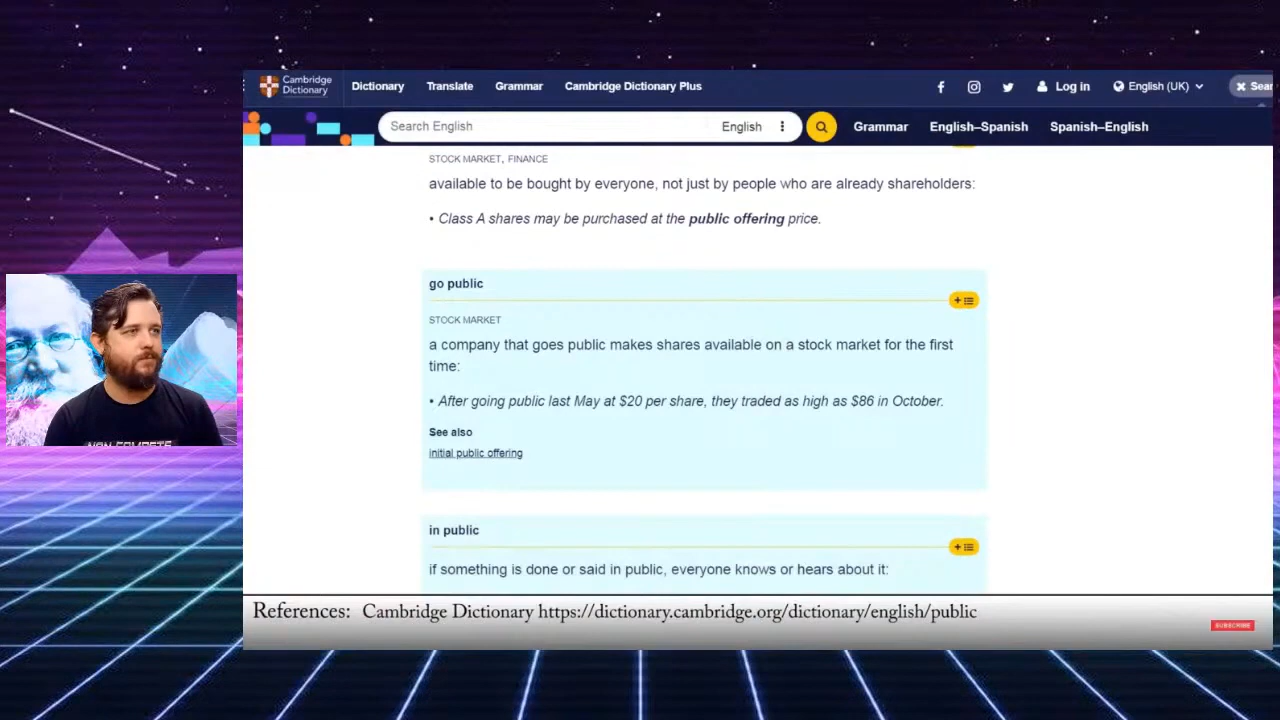 Cambridge
Dictionary
Dictionary
Translate
Grammar
Cambridge Dictionary Plus
Log in
English (UK)
Search English
English
Grammar
English–Spanish
Spanish–English
STOCK MARKET, FINANCE
available to be bought by everyone, not just by people who are already shareholders:
• Class A shares may be purchased at the public offering price.
go public
STOCK MARKET
a company that goes public makes shares available on a stock market for the first
time:
• After going public last May at $20 per share, they traded as high as $86 in October.
See also
initial public offering
in public
if something is done or said in public, everyone knows or hears about it:
NON COMPETE
References: Cambridge Dictionary https://dictionary.cambridge.org/dictionary/english/public
SUBSCRIBE